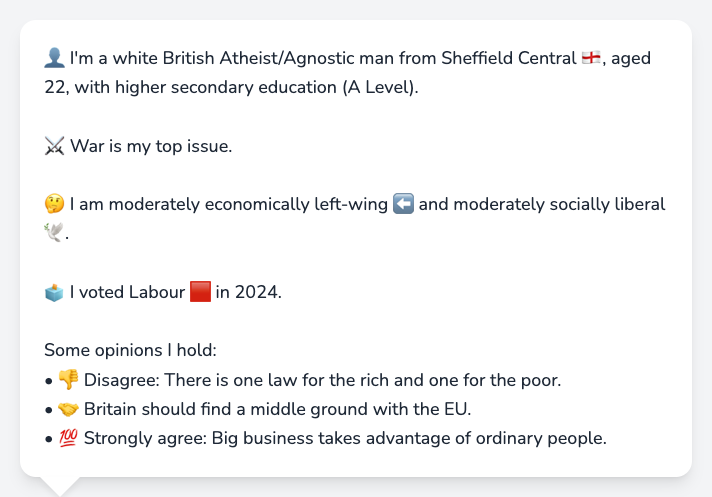 👤 I'm a white British Atheist/Agnostic man from Sheffield Central 🏴󠁧󠁢󠁥󠁮󠁧󠁿, aged
22, with higher secondary education (A Level).
⚔️ War is my top issue.
🤔 I am moderately economically left-wing ⬅️ and moderately socially liberal
🕊️.
🗳️ I voted Labour 🟥 in 2024.
Some opinions I hold:
• 👎 Disagree: There is one law for the rich and one for the poor.
• 🤝 Britain should find a middle ground with the EU.
• 💯 Strongly agree: Big business takes advantage of ordinary people.